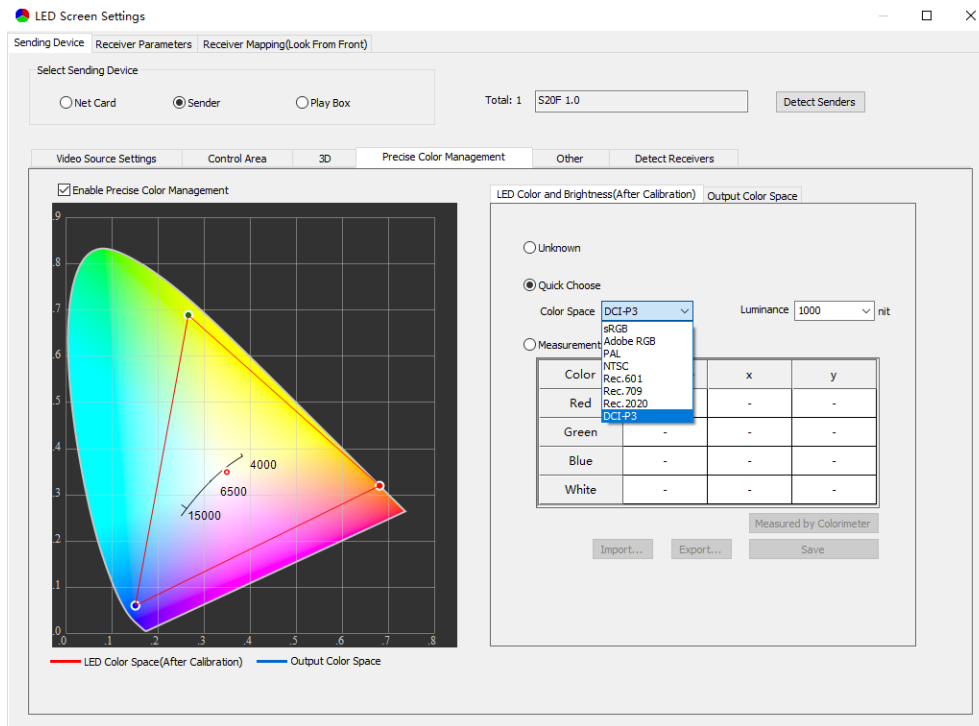 LED Screen Settings
Sending Device Receiver Parameters Receiver Mapping(Look From Front)
Select Sending Device
Net Card Sender Play Box
Total: 1 S20F 1.0 Detect Senders
Video Source Settings Control Area 3D Precise Color Management Other Detect Receivers
Enable Precise Color Management
.9
.8
.7
.6
.5
.4
.3
.2
.1
.0
.0 .1 .2 .3 .4 .5 .6 .7 .8
4000
6500
15000
LED Color Space(After Calibration) Output Color Space
LED Color and Brightness(After Calibration) Output Color Space
Unknown
Quick Choose
Color Space DCI-P3 Luminance 1000 nit
sRGB
Adobe RGB
PAL
NTSC
Rec.601
Rec.709
Rec.2020
DCI-P3
Measurement
Color x y
Red - -
Green - - -
Blue - - -
White - - -
Measured by Colorimeter
Import... Export... Save